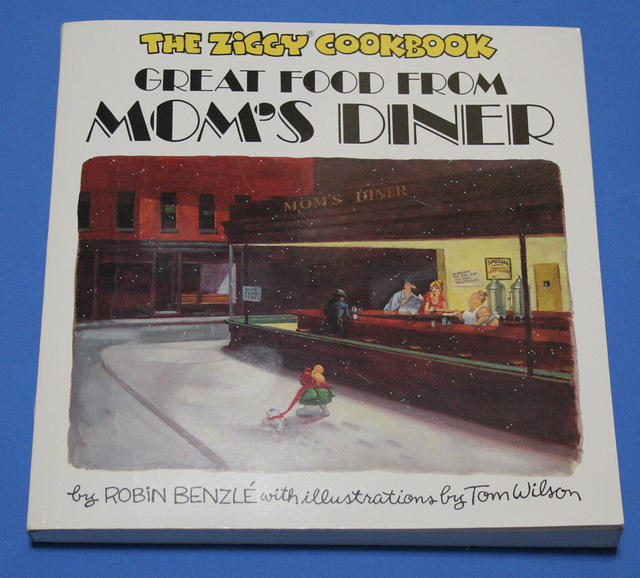 THE ZiGGY® COOKBOOK
GREAT FOOD FROM
MOM'S DINER
MOM'S DINER
SPECIAL
by ROBiN BENZLÉ with illustrations by Tom Wilson